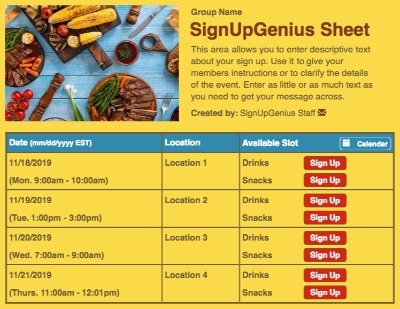 Group Name
SignUpGenius Sheet
This area allows you to enter descriptive text
about your sign up. Use it to give your
members instructions or to clarify the details
of the event. Enter as little or as much text as
you need to get your message across.
Created by: SignUpGenius Staff
Date (mm/dd/yyyy EST) Location Available Slot Calendar
11/18/2019 Location 1 Drinks Sign Up
(Mon. 9:00am - 10:00am) Snacks Sign Up
11/19/2019 Location 2 Drinks Sign Up
(Tue. 1:00pm - 3:00pm) Snacks Sign Up
11/20/2019 Location 3 Drinks Sign Up
(Wed. 7:00am - 9:00am) Snacks Sign Up
11/21/2019 Location 4 Drinks Sign Up
(Thurs. 11:00am - 12:01pm) Snacks Sign Up